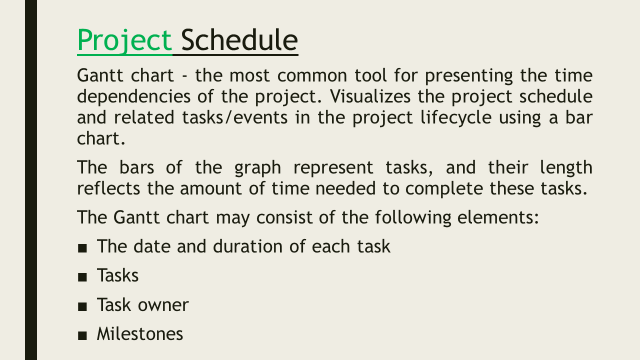 Project Schedule
Gantt chart - the most common tool for presenting the time
dependencies of the project. Visualizes the project schedule
and related tasks/events in the project lifecycle using a bar
chart.
The bars of the graph represent tasks, and their length
reflects the amount of time needed to complete these tasks.
The Gantt chart may consist of the following elements:
■ The date and duration of each task
■ Tasks
■ Task owner
■ Milestones